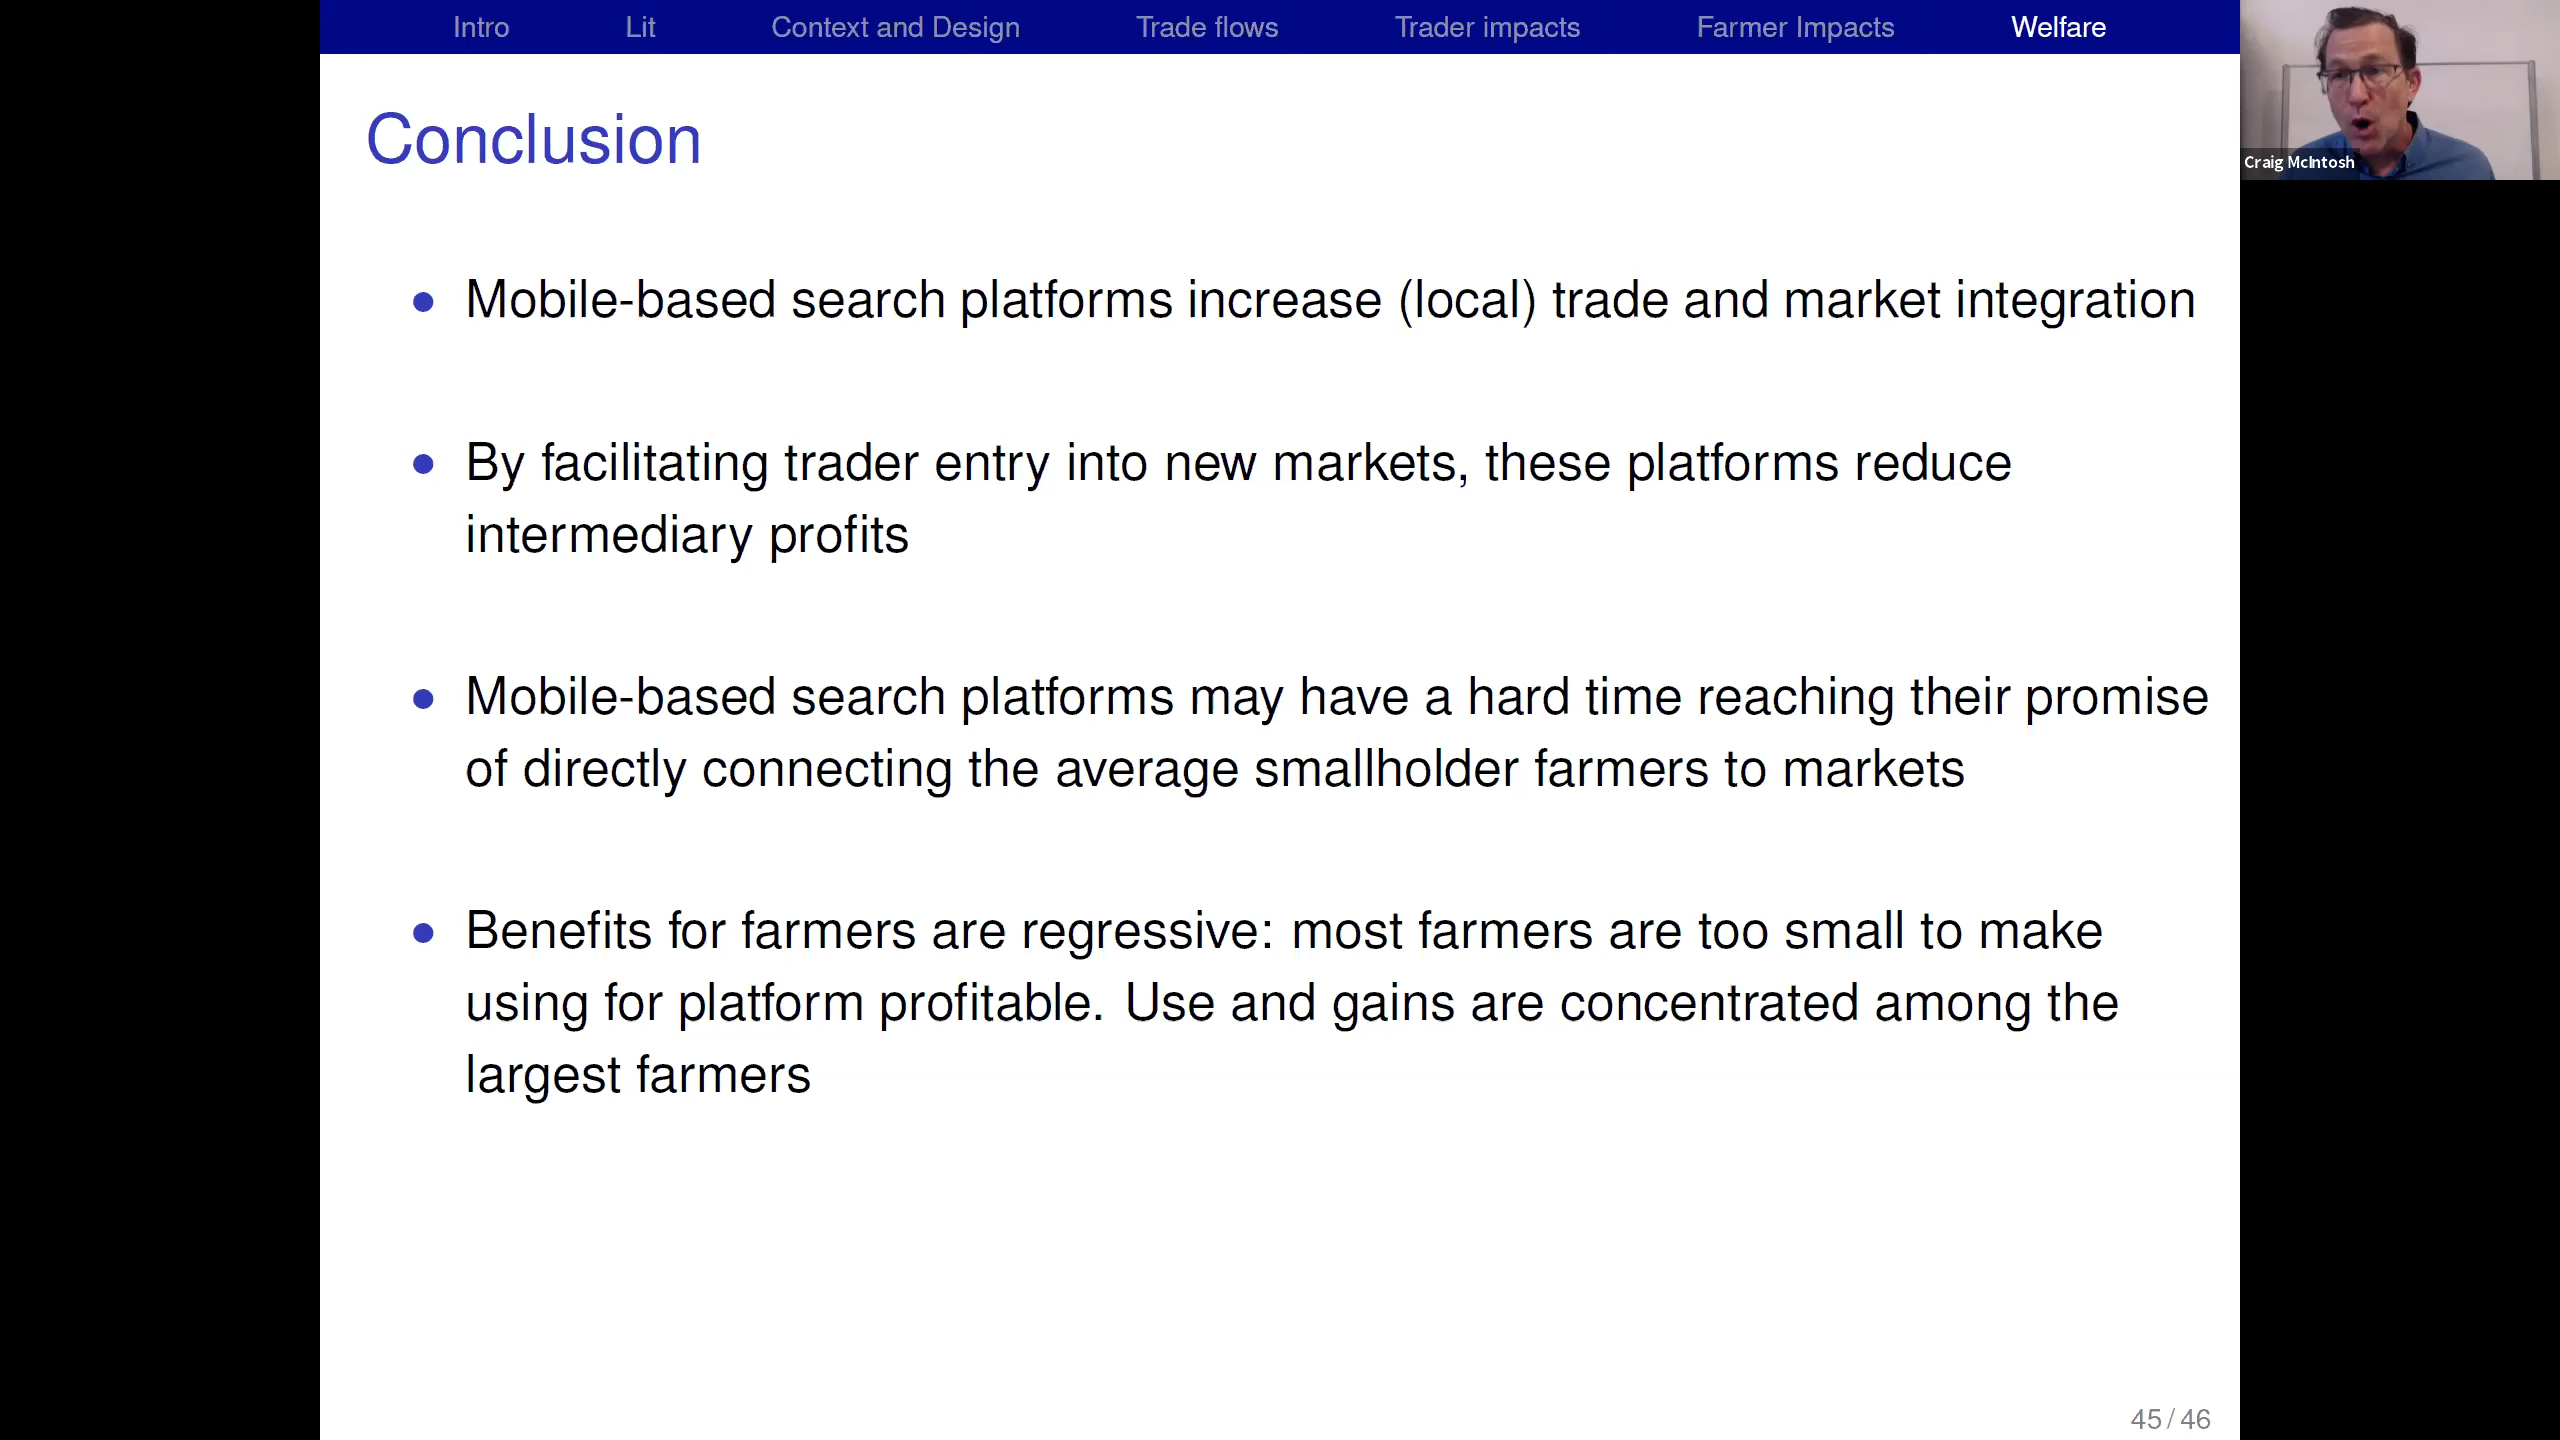 Intro Lit Context and Design Trade flows Trader impacts Farmer Impacts Welfare
Craig McIntosh
Conclusion
• Mobile-based search platforms increase (local) trade and market integration
• By facilitating trader entry into new markets, these platforms reduce
intermediary profits
• Mobile-based search platforms may have a hard time reaching their promise
of directly connecting the average smallholder farmers to markets
• Benefits for farmers are regressive: most farmers are too small to make
using for platform profitable. Use and gains are concentrated among the
largest farmers
45 / 46